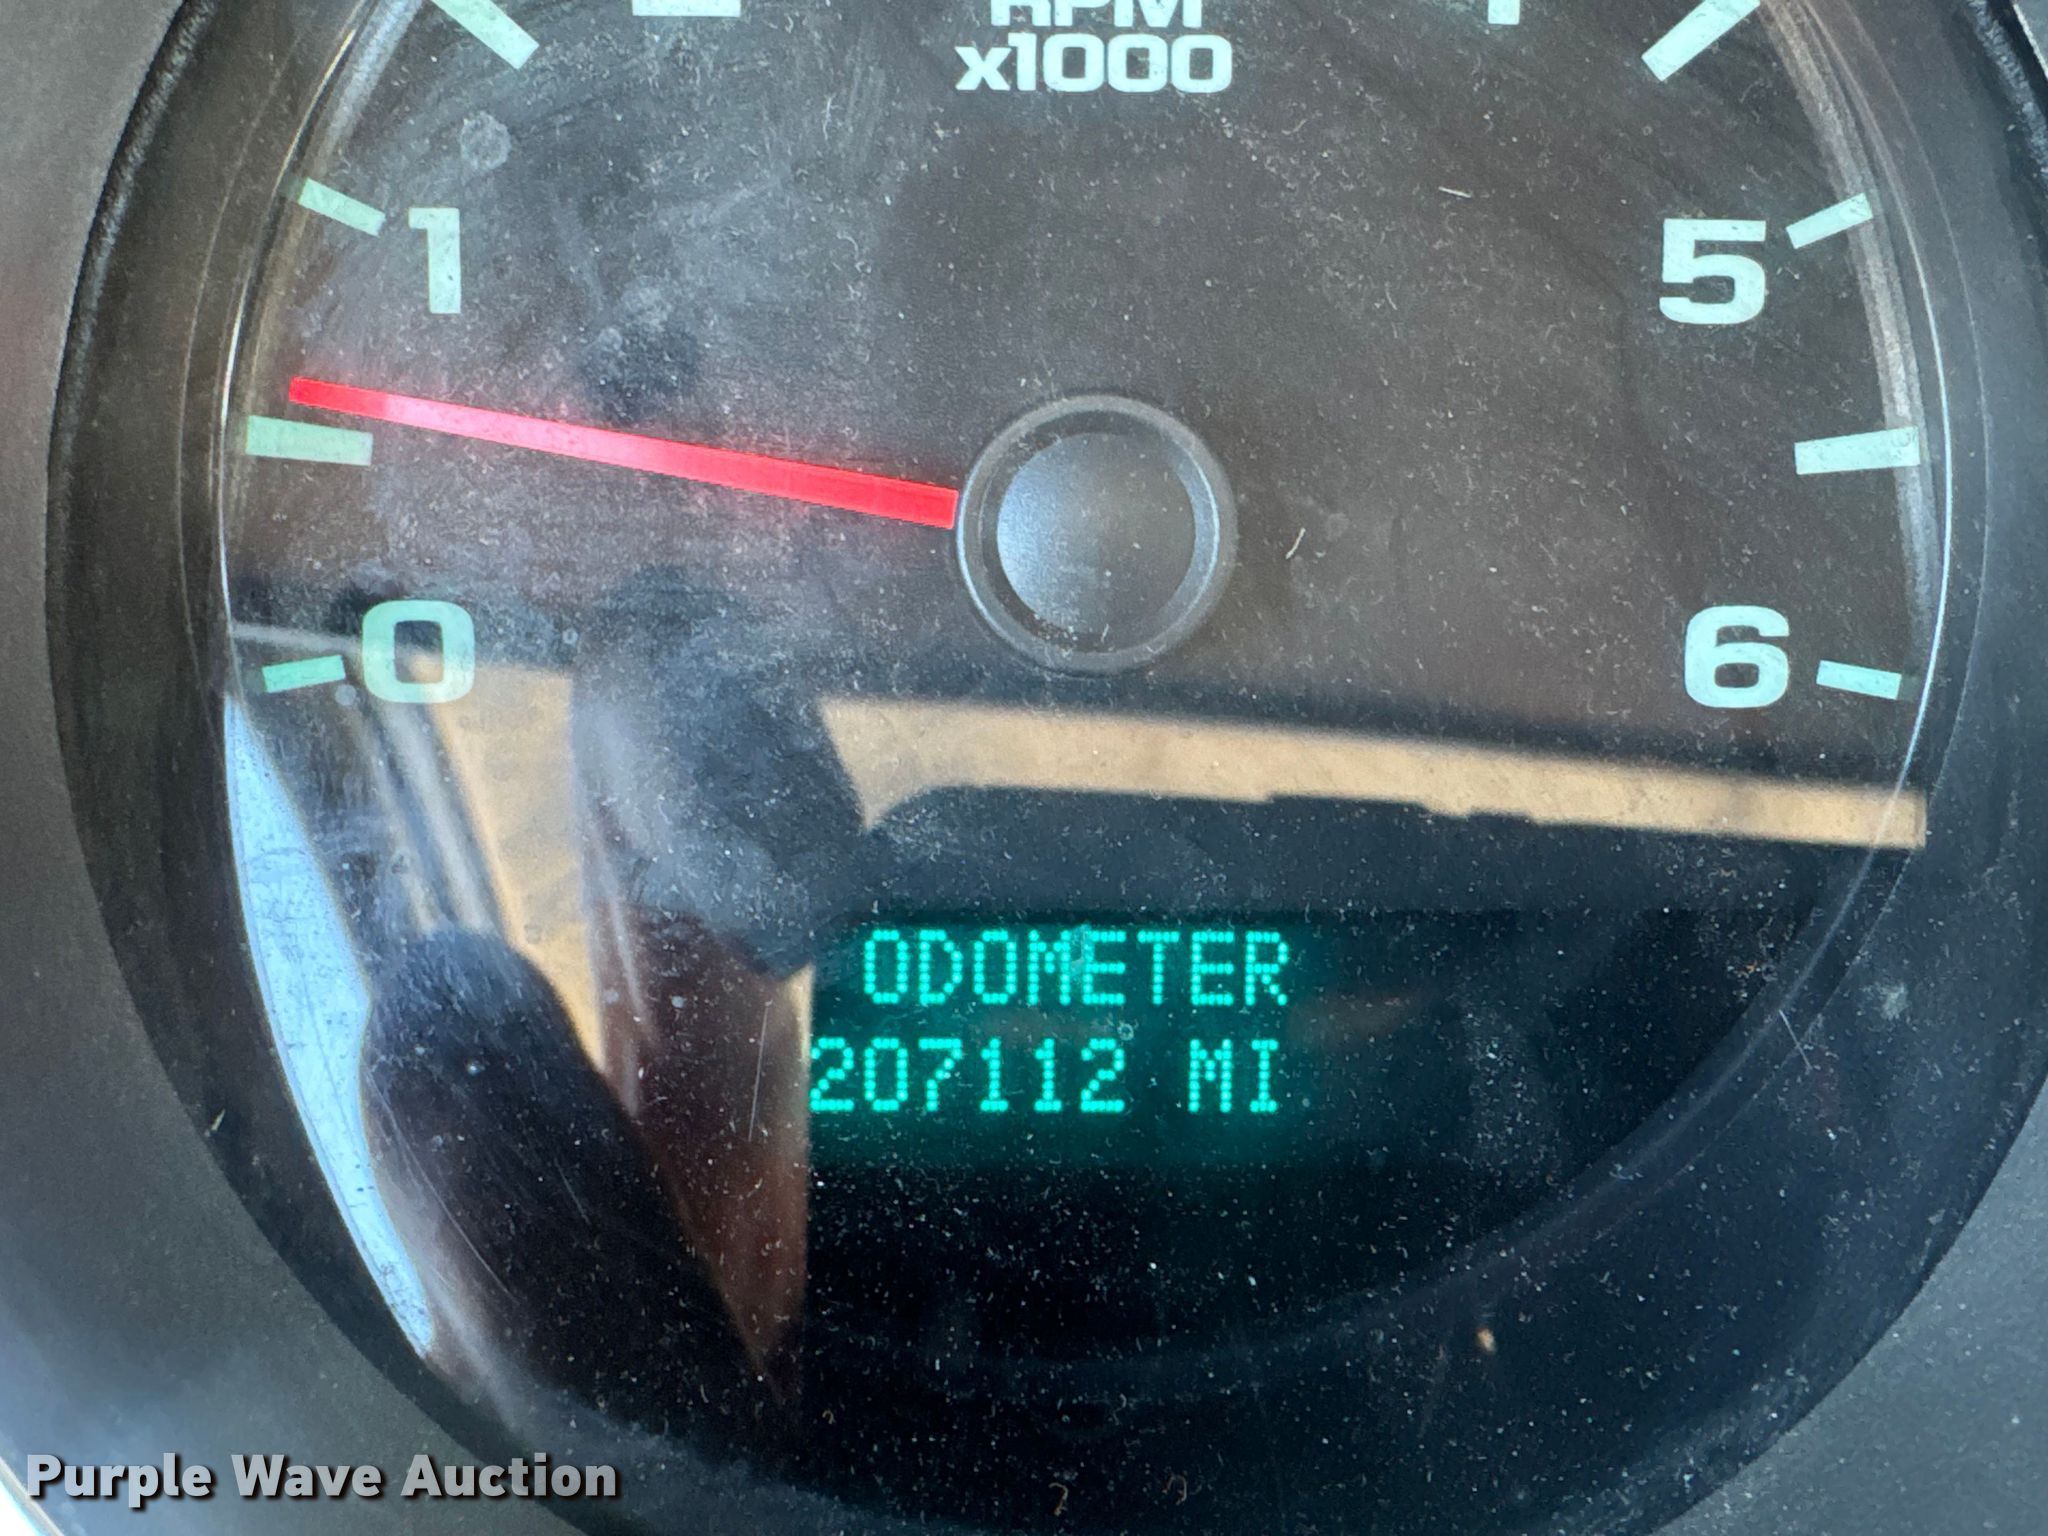 RPM
x1000
1
5
0
6
ODOMETER
207112 MI
Purple Wave Auction